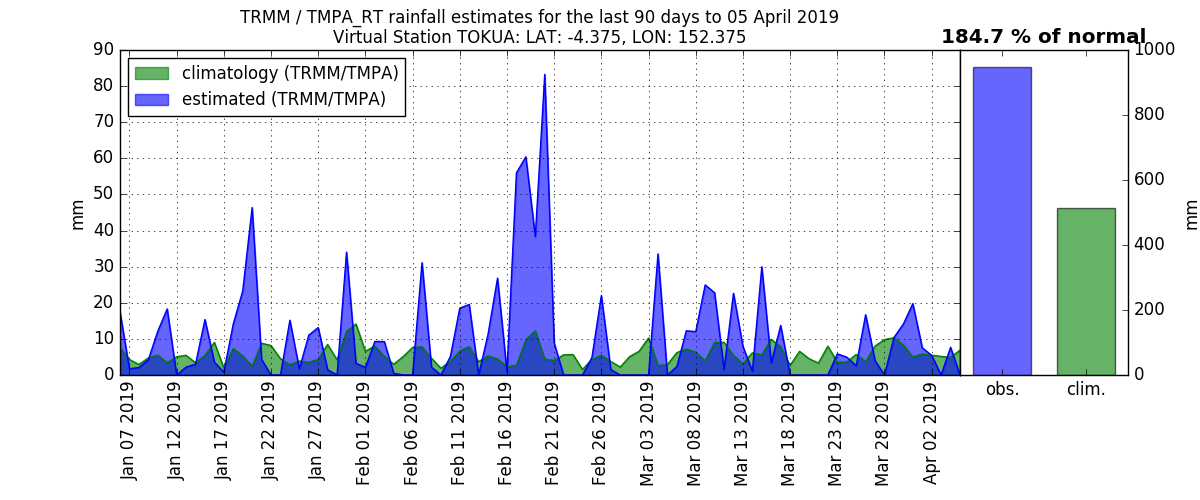 TRMM / TMPA_RT rainfall estimates for the last 90 days to 05 April 2019
Virtual Station TOKUA: LAT: -4.375, LON: 152.375
184.7 % of normal
climatology (TRMM/TMPA)
estimated (TRMM/TMPA)
90
80
70
60
50
40
30
20
10
0
mm
Jan 07 2019
Jan 12 2019
Jan 17 2019
Jan 22 2019
Jan 27 2019
Feb 01 2019
Feb 06 2019
Feb 11 2019
Feb 16 2019
Feb 21 2019
Feb 26 2019
Mar 03 2019
Mar 08 2019
Mar 13 2019
Mar 18 2019
Mar 23 2019
Mar 28 2019
Apr 02 2019
1000
800
600
400
200
0
mm
obs.
clim.